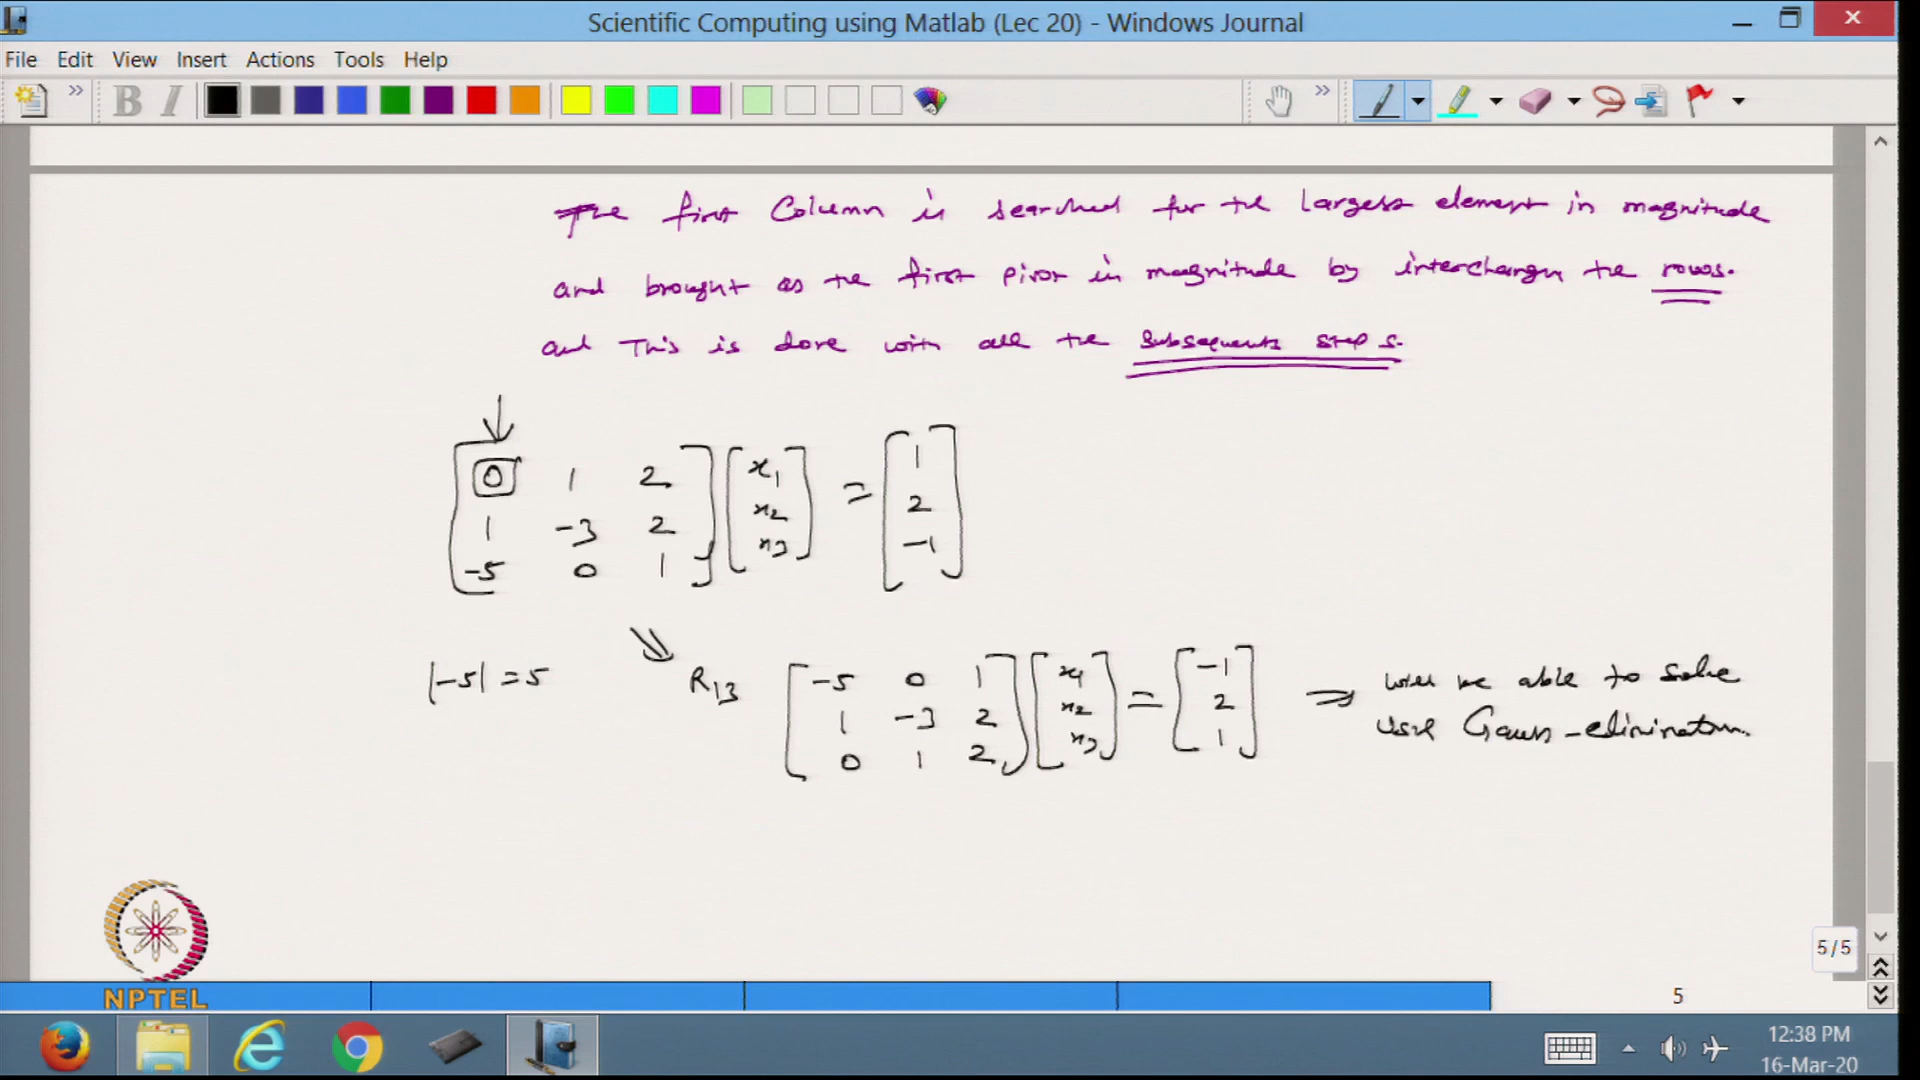 Scientific Computing using Matlab (Lec 20) - Windows Journal
File Edit View Insert Actions Tools Help
B I
The first Column is searched for the largest element in magnitude
and brought as the first pivot in magnitude by interchangn the rows.
and This is done with all the subsequents steps.
0 1 2 x1 1
1 -3 2 x2 = 2
-5 0 1 x3 -1
|-5| = 5
R13 -5 0 1 x1 -1 ⇒ will be able to solve
1 -3 2 x2 = 2 use Gauss-elimination.
0 1 2 x3 1
5/5
NPTEL
5
12:38 PM
16-Mar-20